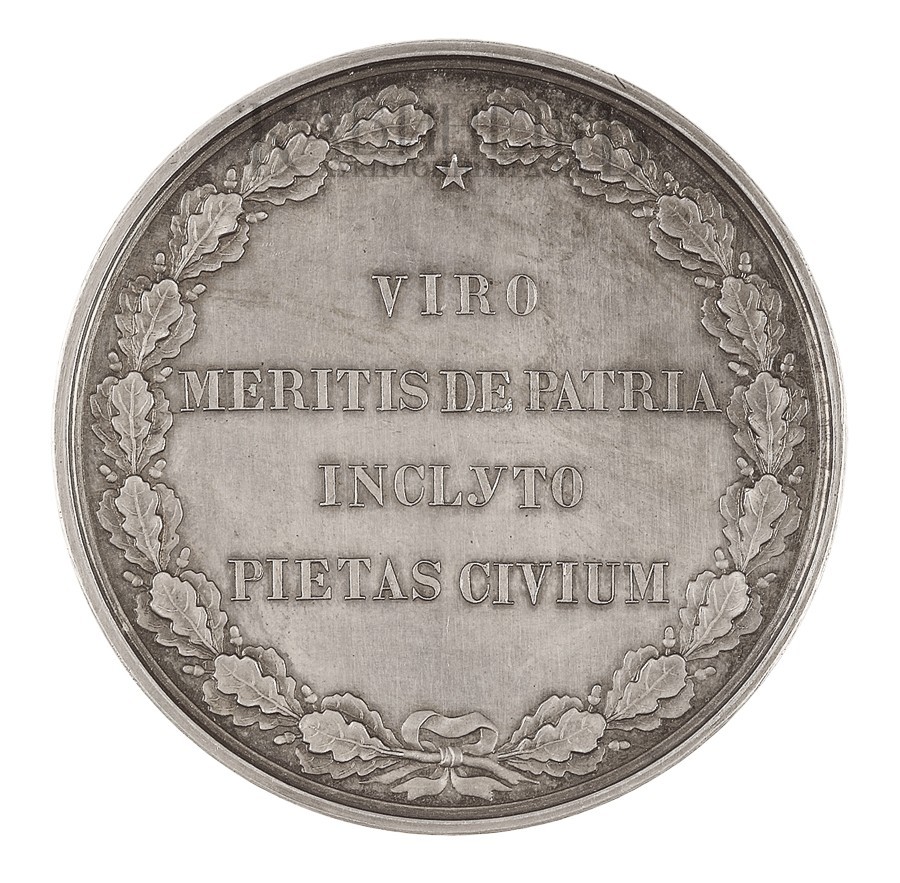 VIRO
MERITIS DE PATRIA
INCLYTO
PIETAS CIVIUM